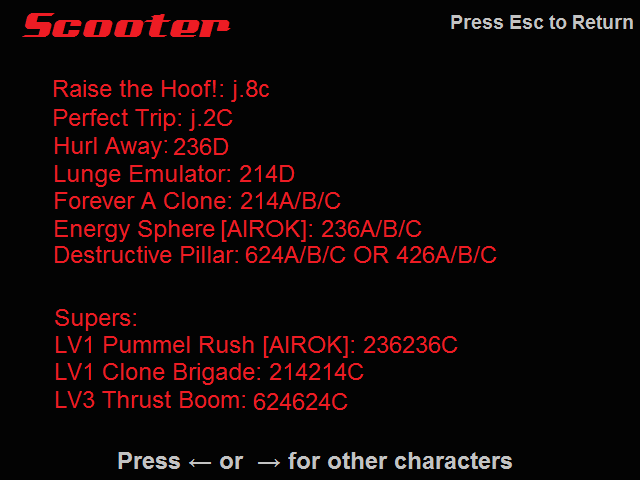 Scooter
Press Esc to Return
Raise the Hoof!: j.8c
Perfect Trip: j.2C
Hurl Away: 236D
Lunge Emulator: 214D
Forever A Clone: 214A/B/C
Energy Sphere [AIROK]: 236A/B/C
Destructive Pillar: 624A/B/C OR 426A/B/C
Supers:
LV1 Pummel Rush [AIROK]: 236236C
LV1 Clone Brigade: 214214C
LV3 Thrust Boom: 624624C
Press ← or → for other characters